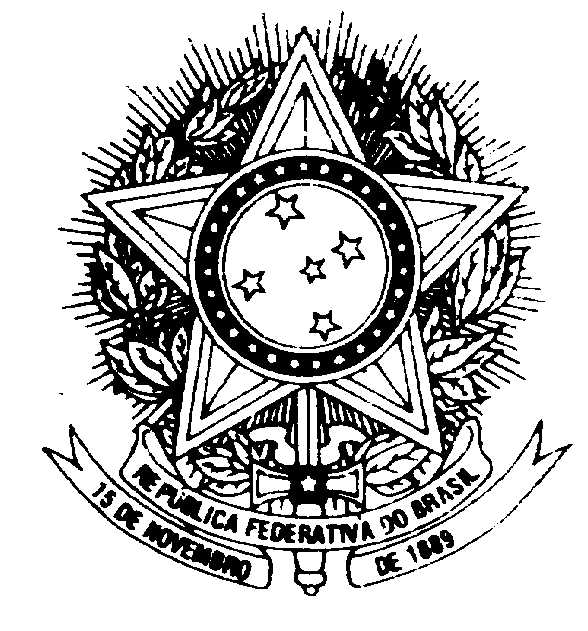 REPÚBLICA FEDERATIVA DO BRASIL
15 DE NOVEMBRO DE 1889